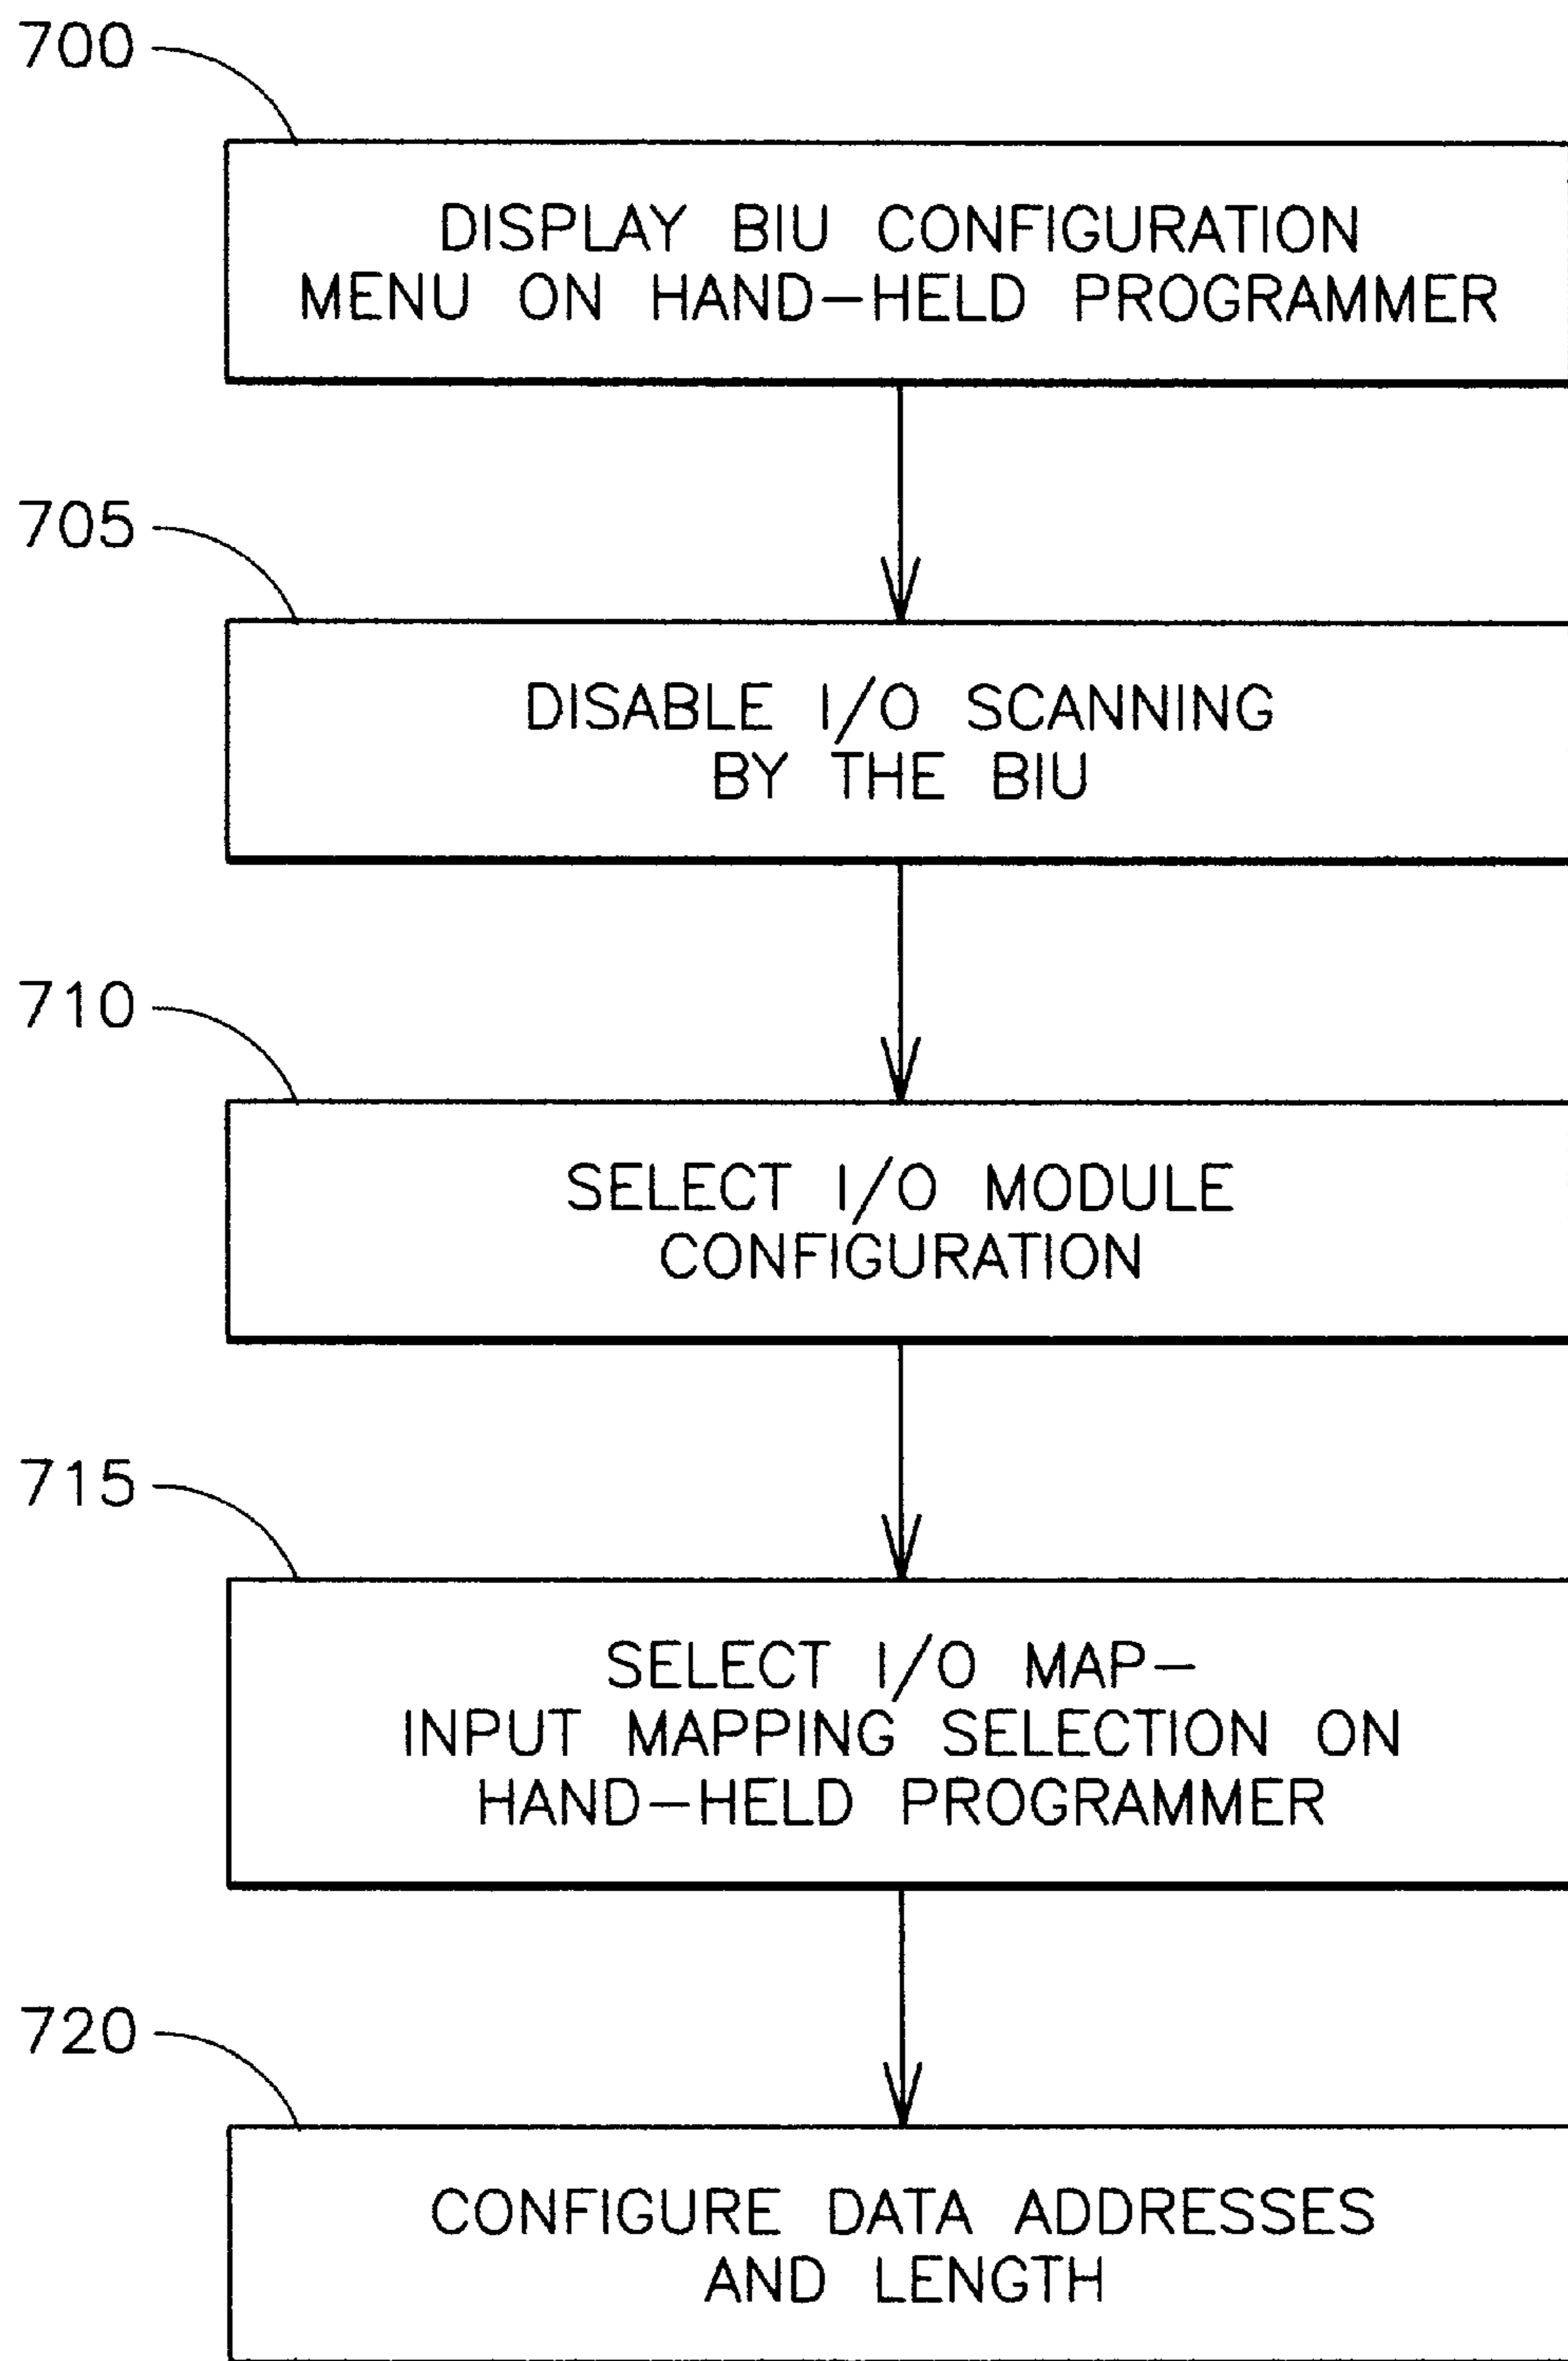 700
DISPLAY BIU CONFIGURATION
MENU ON HAND-HELD PROGRAMMER
705
DISABLE I/O SCANNING
BY THE BIU
710
SELECT I/O MODULE
CONFIGURATION
715
SELECT I/O MAP-
INPUT MAPPING SELECTION ON
HAND-HELD PROGRAMMER
720
CONFIGURE DATA ADDRESSES
AND LENGTH